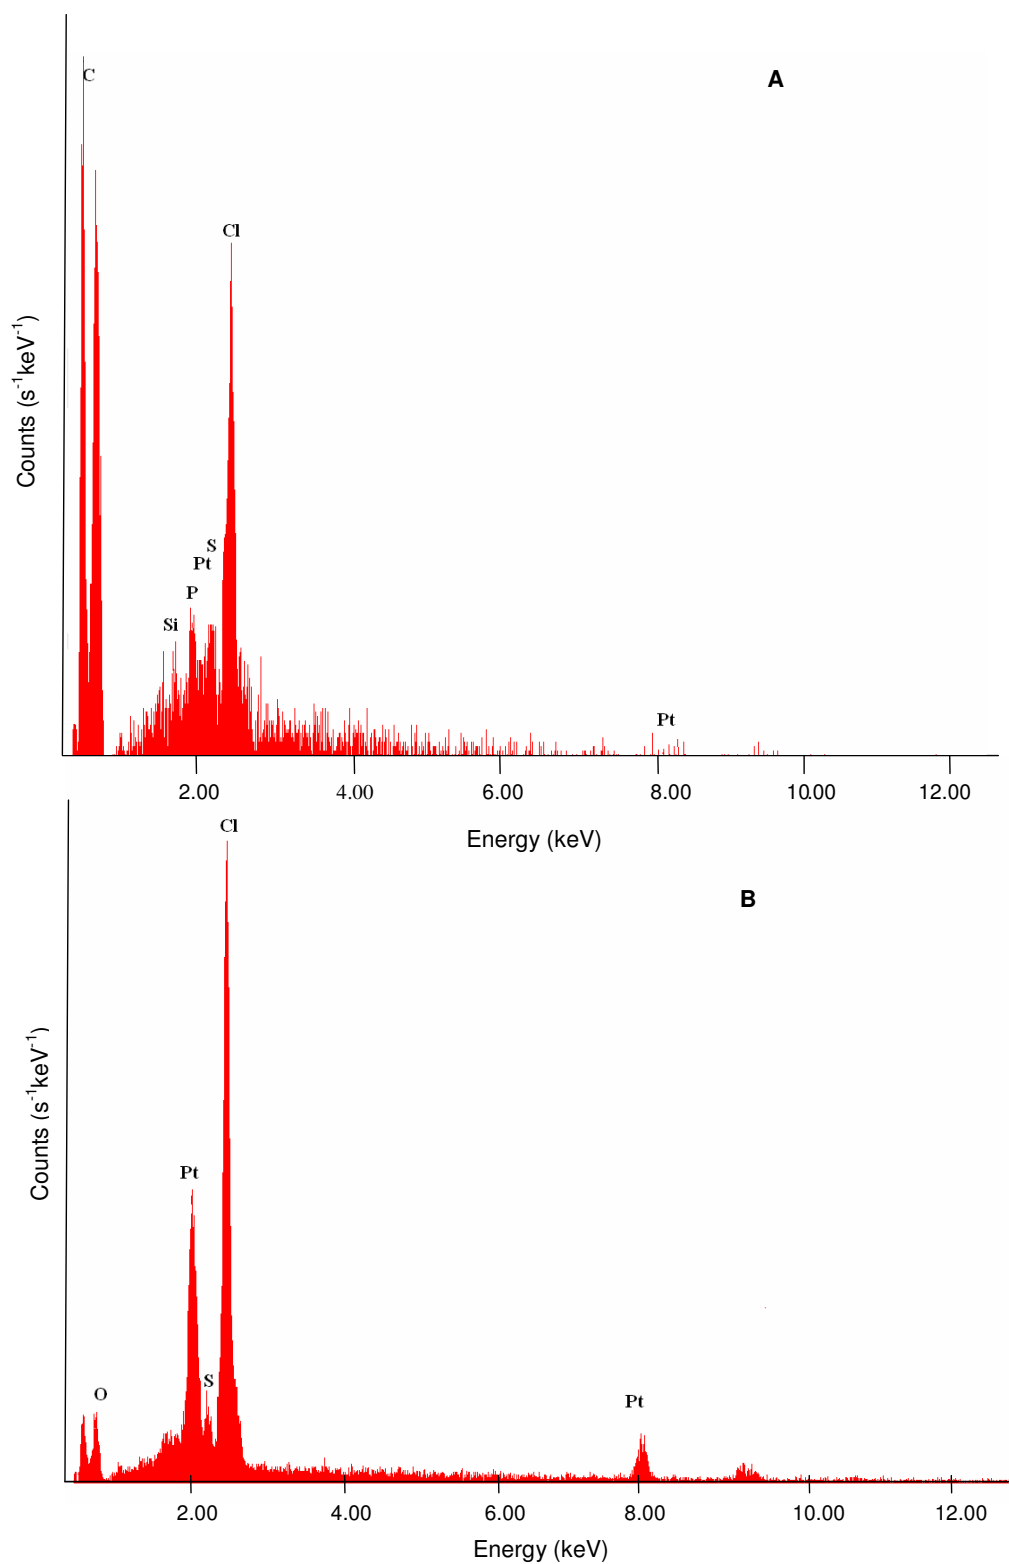 A
C
Cl
S
Pt
P
Si
Pt
Counts (s⁻¹keV⁻¹)
2.00 4.00 6.00 8.00 10.00 12.00
Energy (keV)
Cl
B
Pt
S
O
Pt
Counts (s⁻¹keV⁻¹)
2.00 4.00 6.00 8.00 10.00 12.00
Energy (keV)